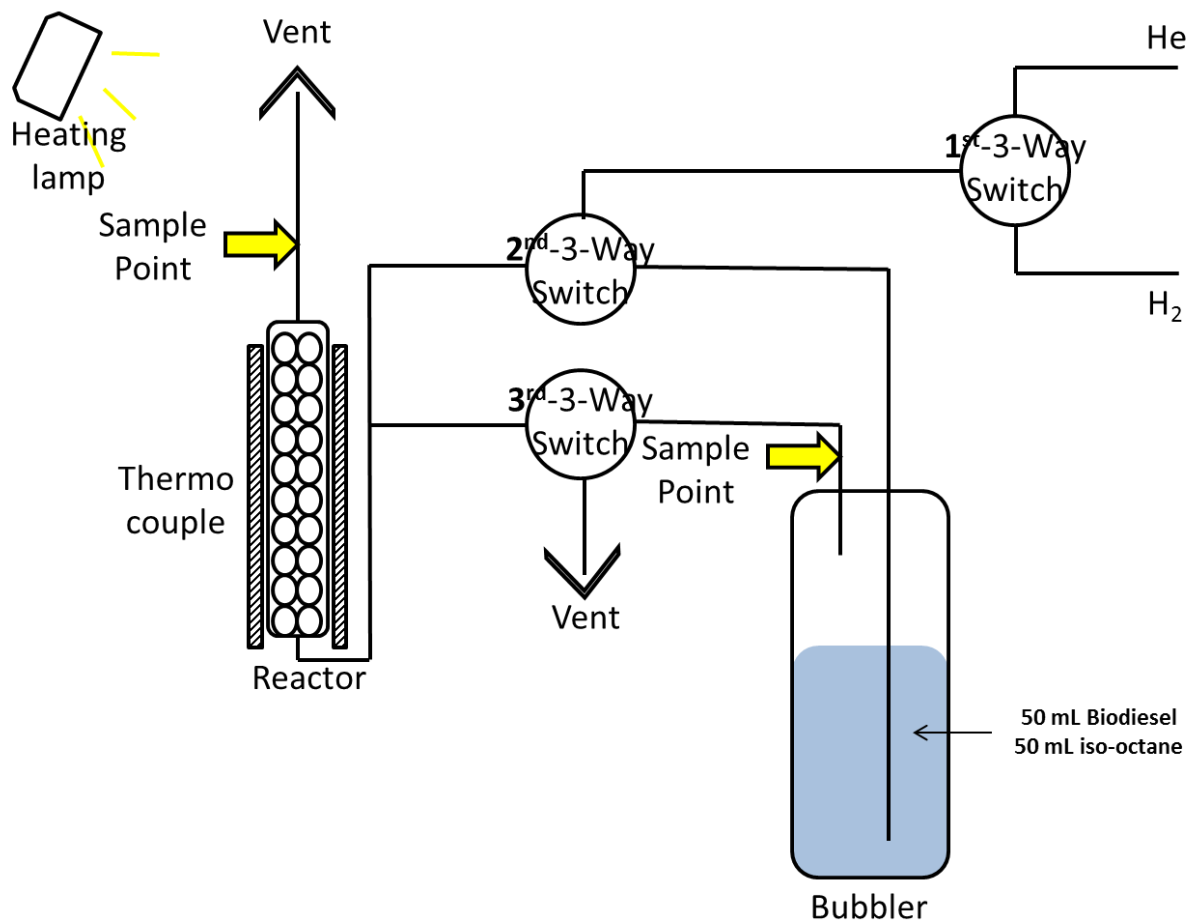 Vent
He
Heating
lamp
1st-3-Way
Switch
Sample
Point
2nd-3-Way
Switch
H2
3rd-3-Way
Switch
Sample
Point
Thermo
couple
Vent
Reactor
50 mL Biodiesel
50 mL iso-octane
Bubbler